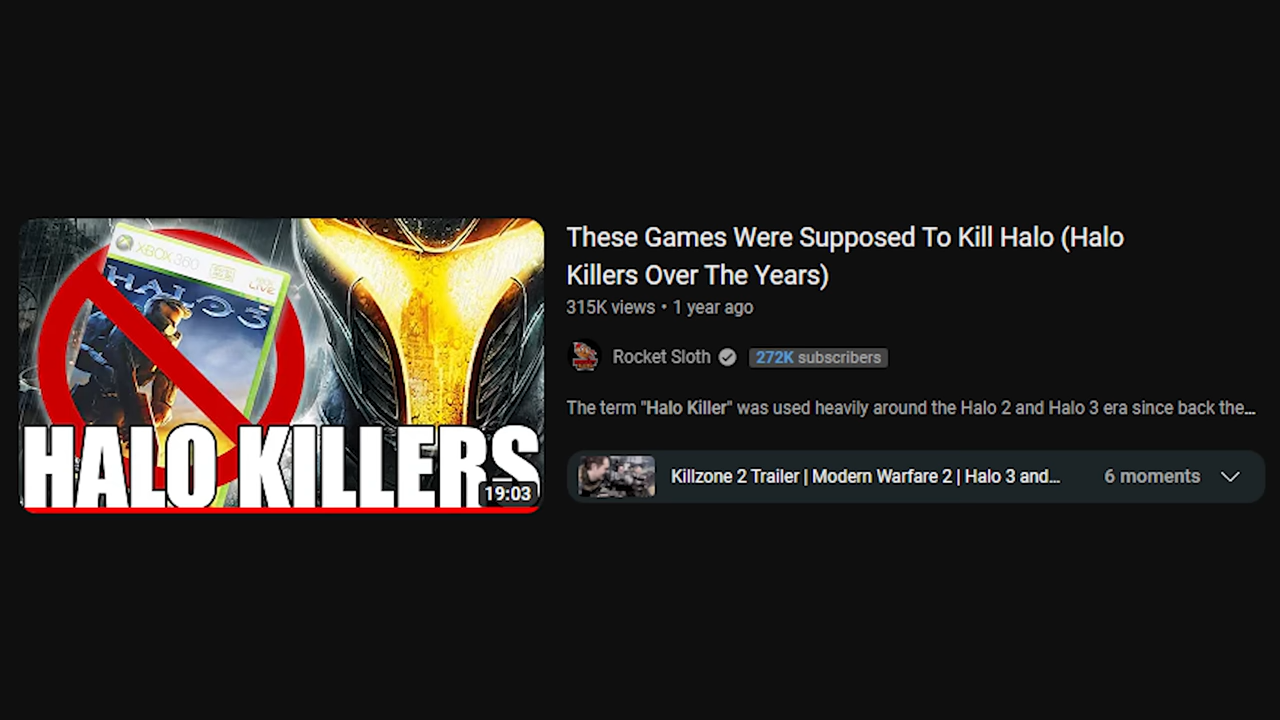 XBOX 360
LIVE
HALO 3
HALO KILLERS
19:03
These Games Were Supposed To Kill Halo (Halo
Killers Over The Years)
315K views • 1 year ago
Rocket Sloth
272K subscribers
The term "Halo Killer" was used heavily around the Halo 2 and Halo 3 era since back the...
Killzone 2 Trailer | Modern Warfare 2 | Halo 3 and...
6 moments